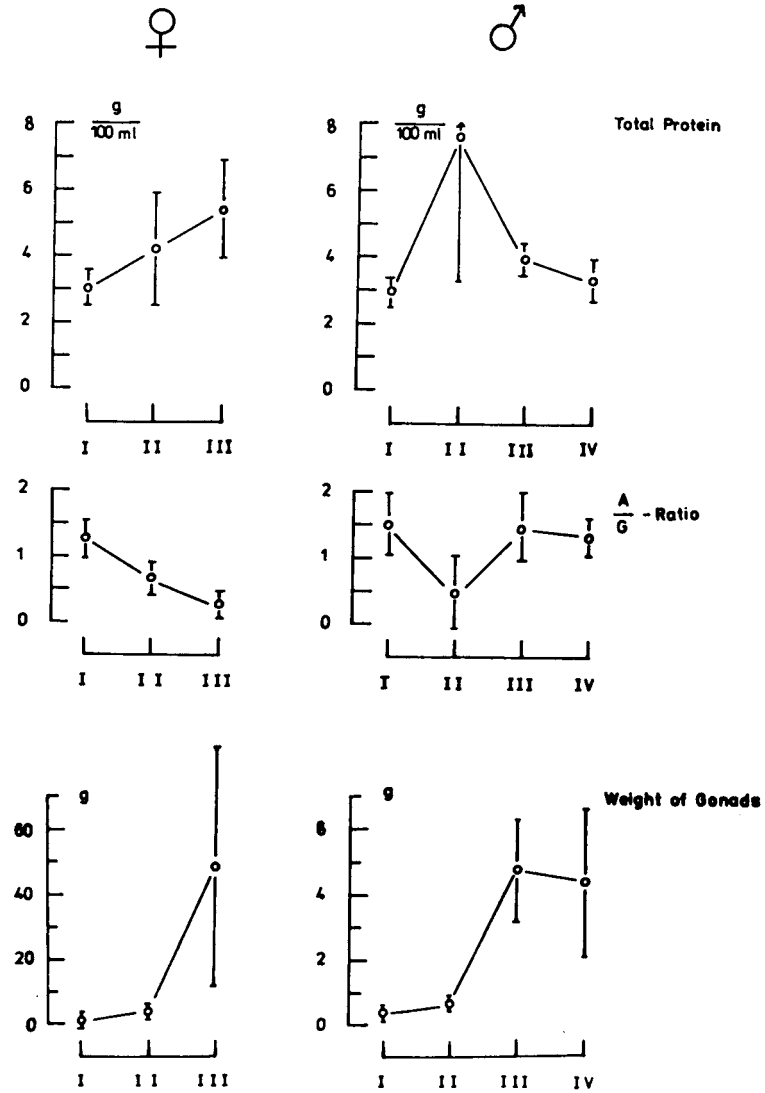 ♀ ♂
g
100 ml
g
100 ml
Total Protein
8
6
4
2
0
8
6
4
2
0
I II III
I II III IV
2
1
0
2
1
0
A
G
-Ratio
I II III
I II III IV
g
60
40
20
0
g
6
4
2
0
Weight of Gonads
I II III
I II III IV